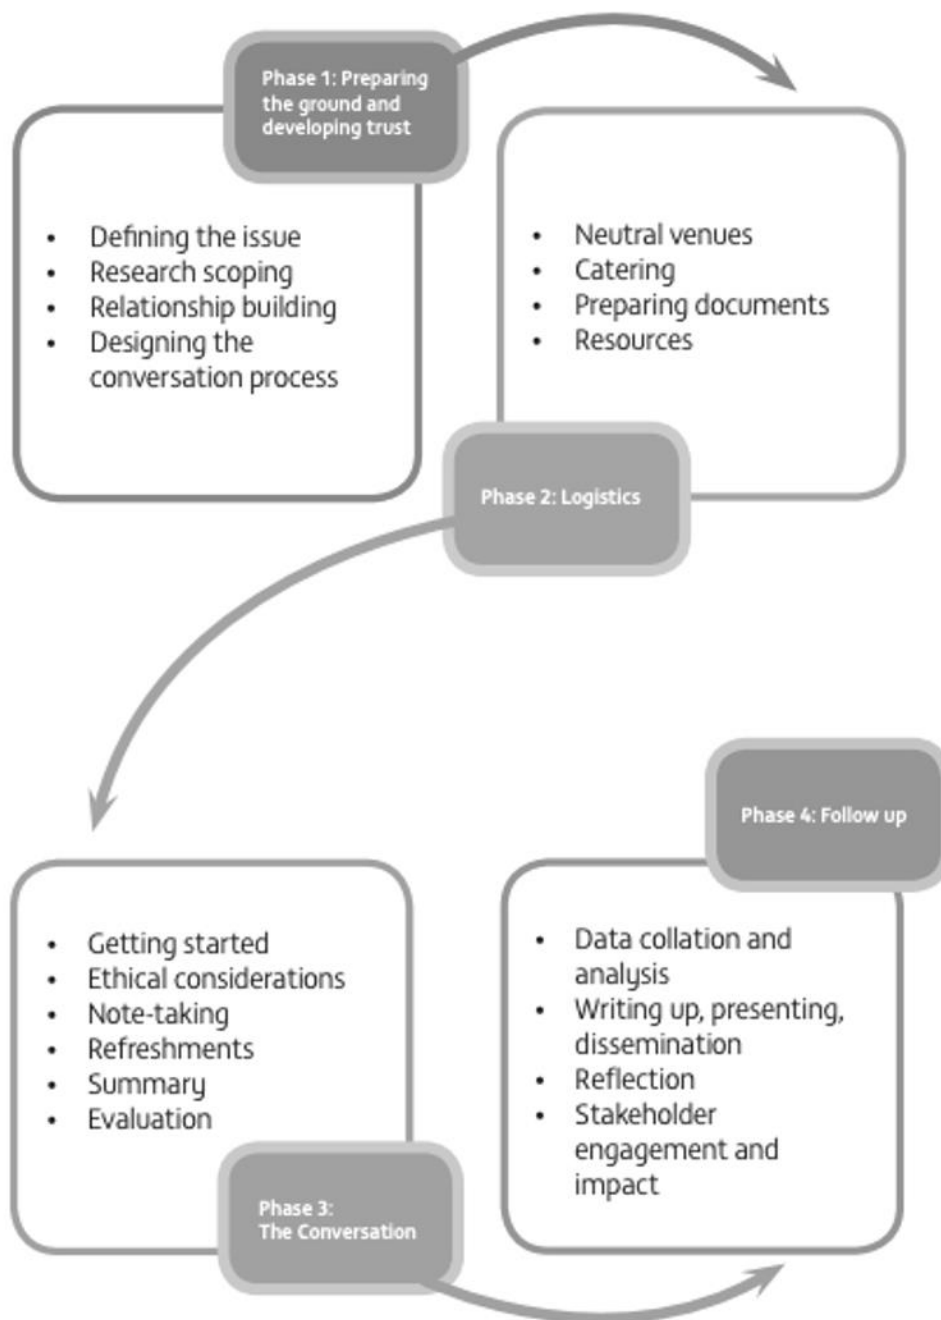 Phase 1: Preparing
the ground and
developing trust
• Defining the issue
• Research scoping
• Relationship building
• Designing the
conversation process
• Neutral venues
• Catering
• Preparing documents
• Resources
Phase 2: Logistics
• Getting started
• Ethical considerations
• Note-taking
• Refreshments
• Summary
• Evaluation
Phase 3:
The Conversation
Phase 4: Follow up
• Data collation and
analysis
• Writing up, presenting,
dissemination
• Reflection
• Stakeholder
engagement and
impact